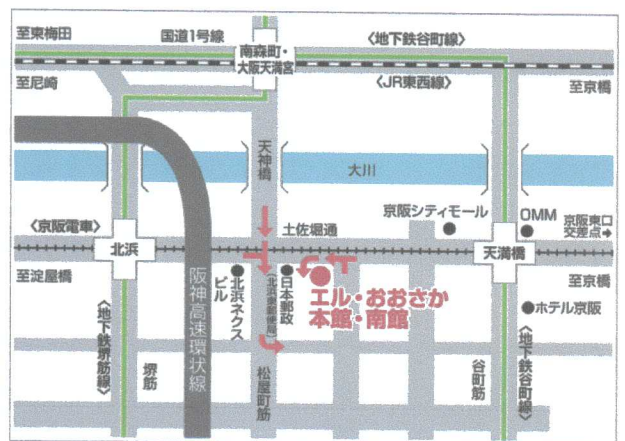 至東梅田
国道1号線
南森町・
大阪天満宮
〈地下鉄谷町線〉
至尼崎
〈JR東西線〉
至京橋
天神橋
大川
京阪シティモール
OMM
京阪東口
交差点→
〈京阪電車〉
北浜
土佐堀通
天満橋
至淀屋橋
阪神高速環状線
北浜ネクス
ビル
日本郵政
(北浜東郵便局)
エル・おおさか
本館・南館
至京橋
ホテル京阪
〈地下鉄堺筋線〉
堺筋
松屋町筋
谷町筋
〈地下鉄谷町線〉